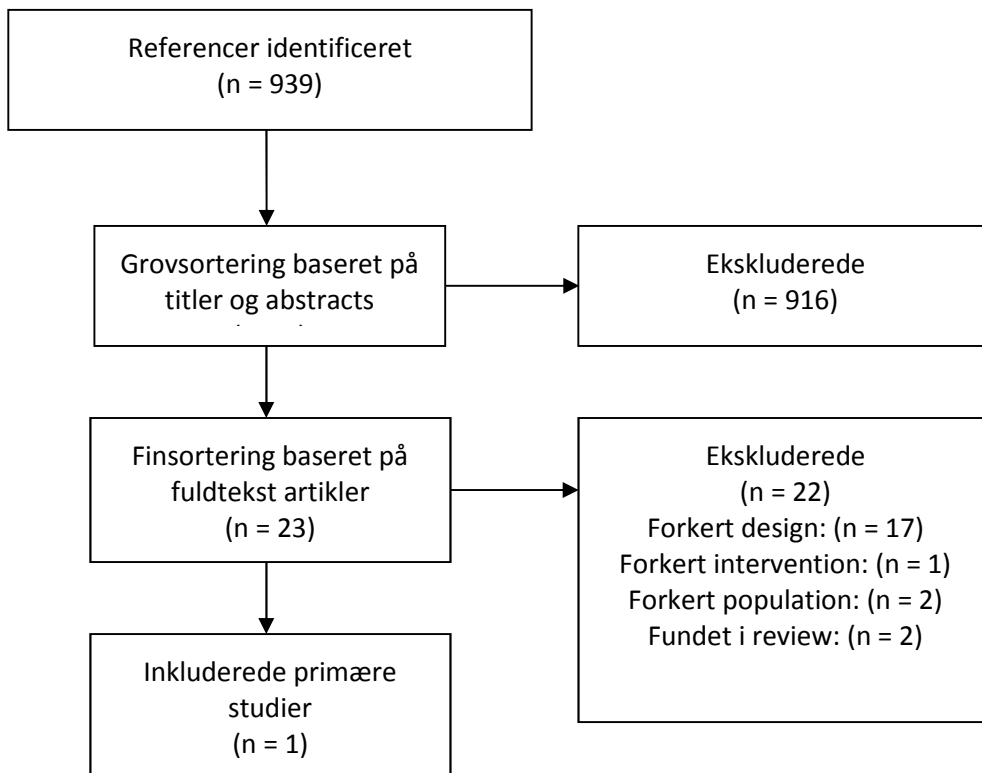 Referencer identificeret
(n = 939)
Grovsortering baseret på
titler og abstracts
Ekskluderede
(n = 916)
Finsortering baseret på
fuldtekst artikler
(n = 23)
Ekskluderede
(n = 22)
Forkert design: (n = 17)
Forkert intervention: (n = 1)
Forkert population: (n = 2)
Fundet i review: (n = 2)
Inkluderede primære
studier
(n = 1)